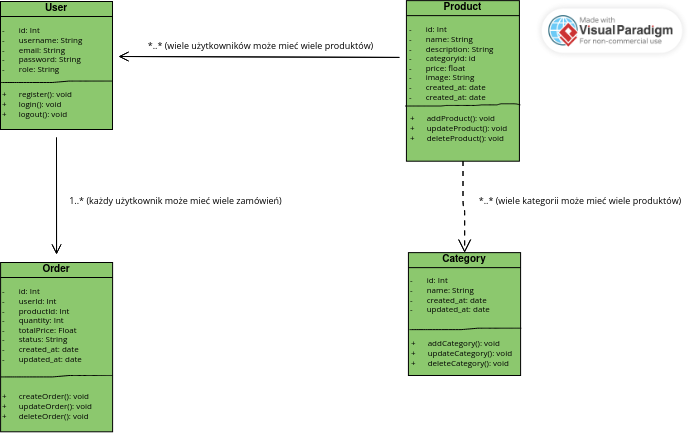 User
- id: Int
- username: String
- email: String
- password: String
- role: String
+ register(): void
+ login(): void
+ logout(): void
*..* (wiele użytkowników może mieć wiele produktów)
Product
- id: Int
- name: String
- description: String
- categoryId: Id
- price: float
- image: String
- created_at: date
- created_at: date
+ addProduct(): void
+ updateProduct(): void
+ deleteProduct(): void
Made with
Visual Paradigm
For non-commercial use
1..* (każdy użytkownik może mieć wiele zamówień)
*..* (wiele kategorii może mieć wiele produktów)
Order
- id: Int
- userId: Int
- productId: Int
- quantity: Int
- totalPrice: Float
- status: String
- created_at: date
- updated_at: date
+ createOrder(): void
+ updateOrder(): void
+ deleteOrder(): void
Category
- id: Int
- name: String
- created_at: date
- updated_at: date
+ addCategory(): void
+ updateCategory(): void
+ deleteCategory(): void